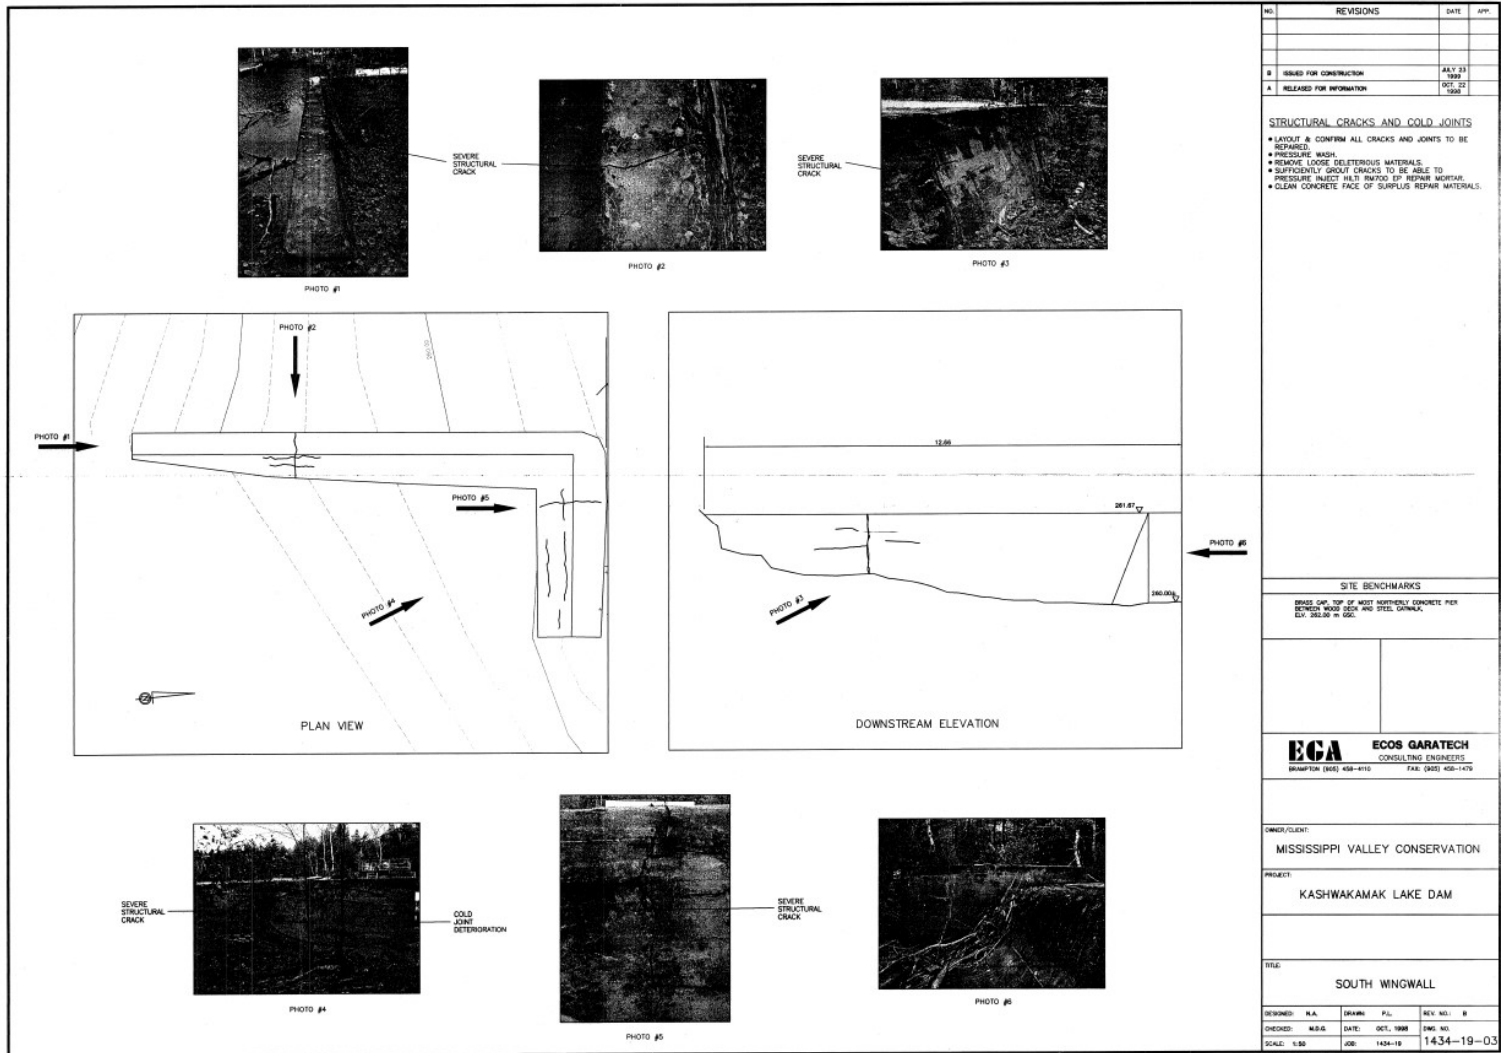 SEVERE
STRUCTURAL
CRACK
SEVERE
STRUCTURAL
CRACK
PHOTO #1
PHOTO #2
PHOTO #3
PHOTO #2
PHOTO #1
PHOTO #5
PHOTO #4
PLAN VIEW
12.66
261.67
PHOTO #6
260.00±
PHOTO #3
DOWNSTREAM ELEVATION
SEVERE
STRUCTURAL
CRACK
COLD
JOINT
DETERIORATION
SEVERE
STRUCTURAL
CRACK
PHOTO #4
PHOTO #5
PHOTO #6
NO. REVISIONS DATE APP.
B ISSUED FOR CONSTRUCTION JULY 23 1999
A RELEASED FOR INFORMATION OCT. 22 1998
STRUCTURAL CRACKS AND COLD JOINTS
• LAYOUT & CONFIRM ALL CRACKS AND JOINTS TO BE
REPAIRED.
• PRESSURE WASH.
• REMOVE LOOSE DELETERIOUS MATERIALS.
• SUFFICIENTLY GROUT CRACKS TO BE ABLE TO
PRESSURE INJECT HILTI RM700 EP REPAIR MORTAR.
• CLEAN CONCRETE FACE OF SURPLUS REPAIR MATERIALS.
SITE BENCHMARKS
BRASS CAP, TOP OF MOST NORTHERLY CONCRETE PIER
BETWEEN WOOD DECK AND STEEL CATWALK,
ELV. 262.00 m GSC.
EGA ECOS GARATECH
CONSULTING ENGINEERS
BRAMPTON (905) 458-4110 FAX: (905) 458-1479
OWNER/CLIENT:
MISSISSIPPI VALLEY CONSERVATION
PROJECT:
KASHWAKAMAK LAKE DAM
TITLE:
SOUTH WINGWALL
DESIGNED: N.A. DRAWN: P.L. REV. NO.: B
CHECKED: M.D.G. DATE: OCT., 1998 DWG. NO.
SCALE: 1:50 JOB: 1434-19 1434-19-03